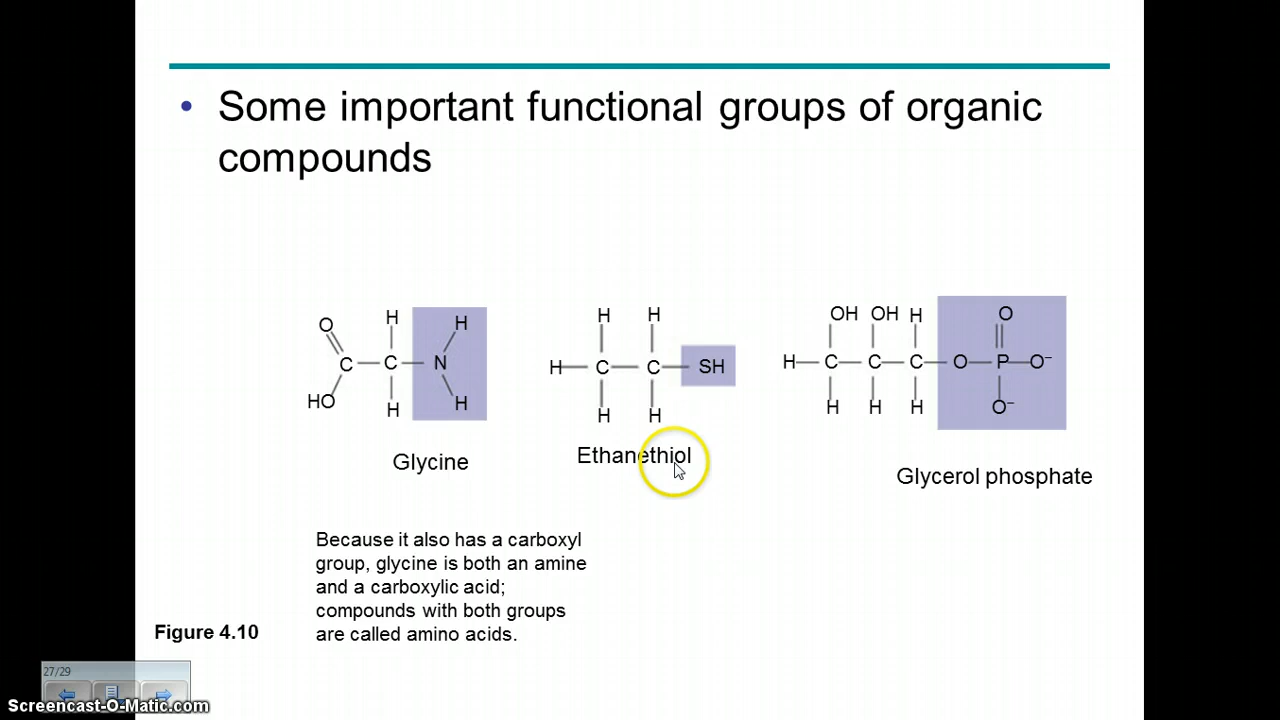 • Some important functional groups of organic
compounds
O H H
C C N
HO H H
Glycine
H H
H C C SH
H H
Ethanethiol
OH OH H O
H C C C O P O⁻
H H H O⁻
Glycerol phosphate
Because it also has a carboxyl
group, glycine is both an amine
and a carboxylic acid;
compounds with both groups
are called amino acids.
Figure 4.10
27/29
Screencast-O-Matic.com